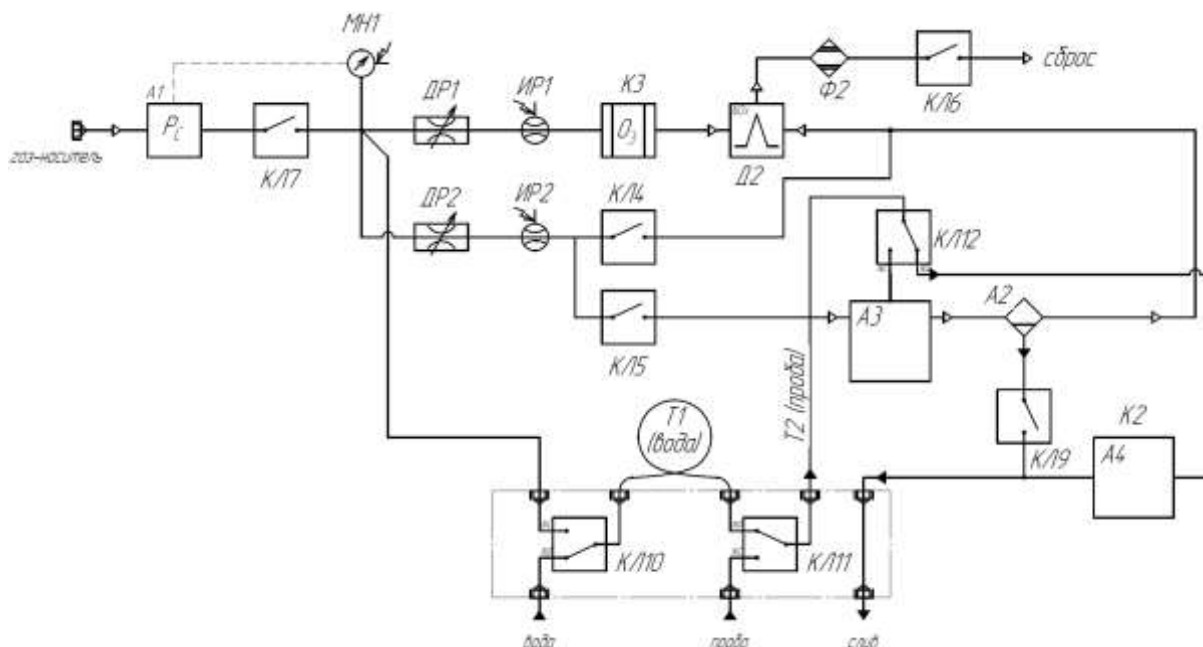 МН1
А1
ДР1
ИР1
К3
Ф2
КЛ6
сброс
Pᵢ
O₃
газ-носитель
КЛ7
Д2
ДР2
ИР2
КЛ4
КЛ12
КЛ5
А3
А2
Т2 (проба)
Т1
(вода)
КЛ9
К2
А4
КЛ10
КЛ11
вода
проба
слив